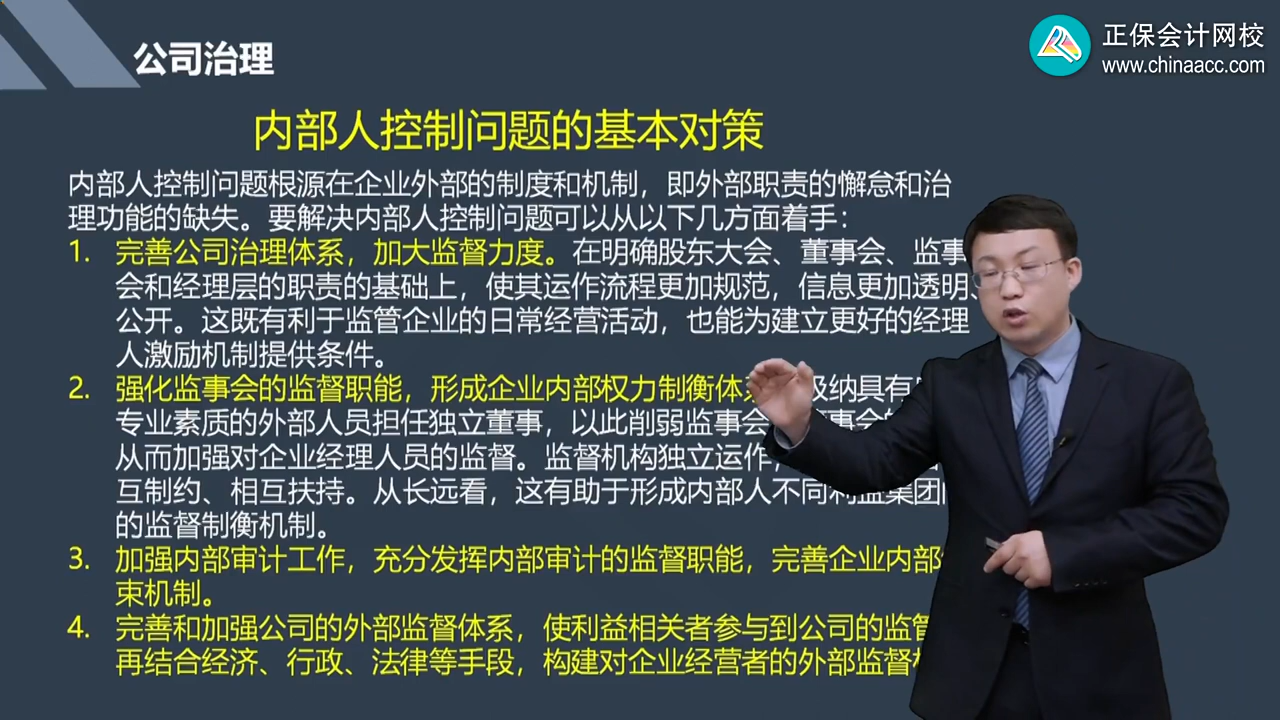 公司治理
正保会计网校
www.chinaacc.com
内部人控制问题的基本对策
内部人控制问题根源在企业外部的制度和机制，即外部职责的懈怠和治
理功能的缺失。要解决内部人控制问题可以从以下几方面着手：
1. 完善公司治理体系，加大监督力度。在明确股东大会、董事会、监事
会和经理层的职责的基础上，使其运作流程更加规范，信息更加透明、
公开。这既有利于监管企业的日常经营活动，也能为建立更好的经理
人激励机制提供条件。
2. 强化监事会的监督职能，形成企业内部权力制衡体 吸纳具有
专业素质的外部人员担任独立董事，以此削弱监事会 事会
从而加强对企业经理人员的监督。监督机构独立运作，
互制约、相互扶持。从长远看，这有助于形成内部人不同利益集团
的监督制衡机制。
3. 加强内部审计工作，充分发挥内部审计的监督职能，完善企业内部
束机制。
4. 完善和加强公司的外部监督体系，使利益相关者参与到公司的监管
再结合经济、行政、法律等手段，构建对企业经营者的外部监督